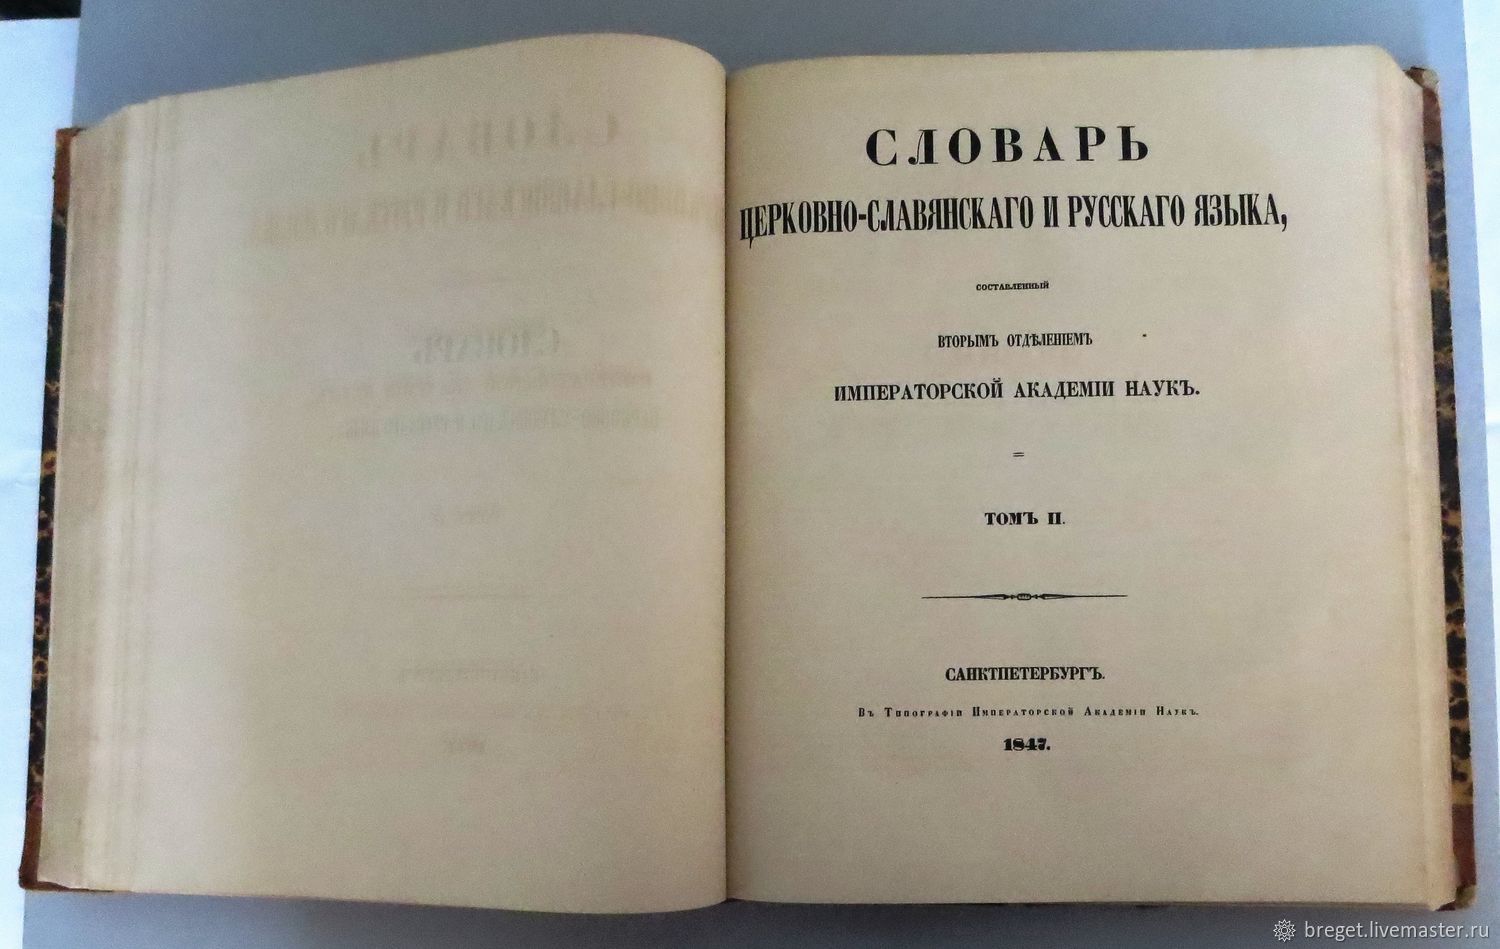 СЛОВАРЬ
ЦЕРКОВНО-СЛАВЯНСКАГО И РУССКАГО ЯЗЫКА,
СОСТАВЛЕННЫЙ
ВТОРЫМЪ ОТДѢЛЕНІЕМЪ
ИМПЕРАТОРСКОЙ АКАДЕМІИ НАУКЪ.
=
ТОМЪ II.
САНКТПЕТЕРБУРГЪ.
Въ Типографіи Императорской Академіи Наукъ.
1847.
breget.livemaster.ru